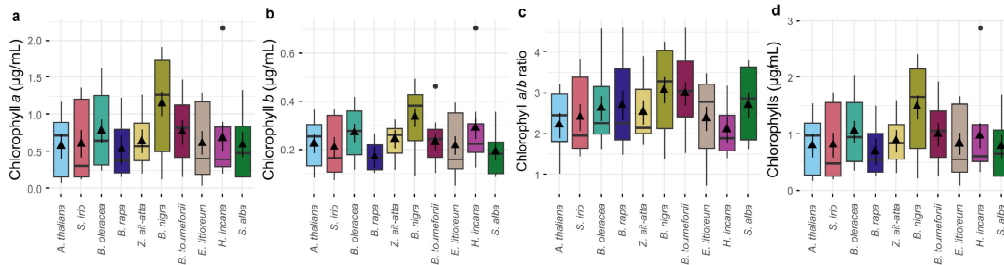 a
Chlorophyll a (µg/mL)
2.0
1.5
1.0
0.5
0.0
A. thaliana
S. irio
B. oleracea
B. rapa
B. nigra
B. tournefortii
E. littoreum
H. incana
S. alba
b
Chlorophyll b (µg/mL)
0.6
0.4
0.2
A. thaliana
S. irio
B. oleracea
B. rapa
B. nigra
B. tournefortii
E. littoreum
H. incana
S. alba
c
Chlorophy l a/b ratio
4
3
2
1
A. thaliana
S. irio
B. oleracea
B. rapa
B. nigra
B. tournefortii
E. littoreum
H. incana
S. alba
d
Chlorophylls (µg/mL)
3
2
1
0
A. thaliana
S. irio
B. oleracea
B. rapa
B. nigra
B. tournefortii
E. littoreum
H. incana
S. alba